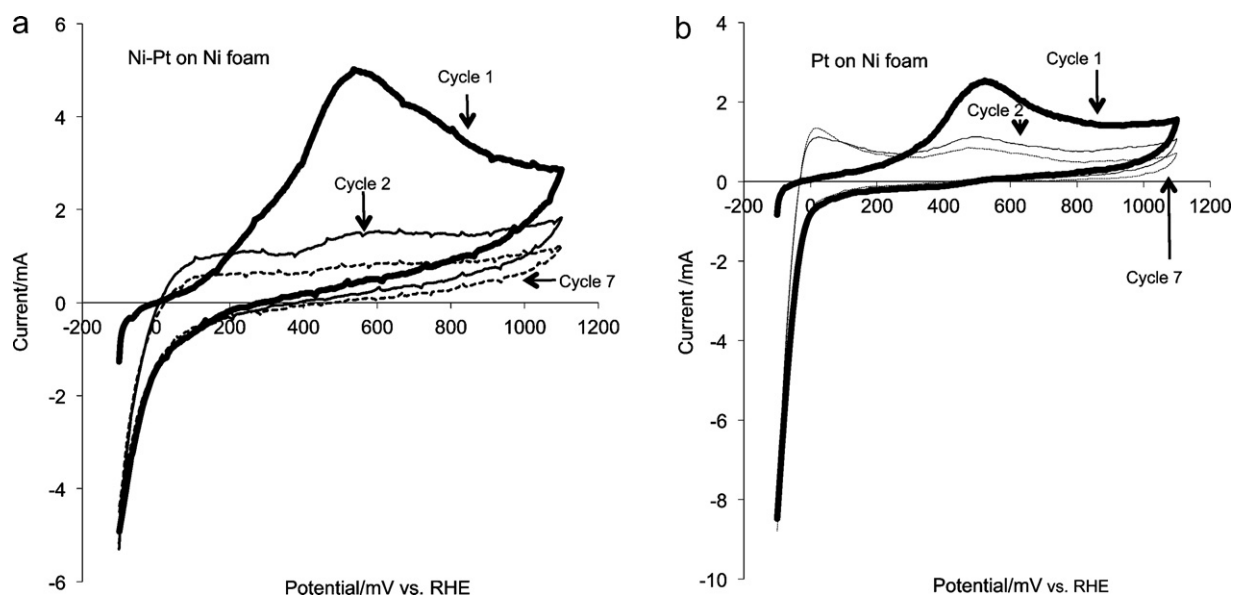 a
Ni-Pt on Ni foam
Cycle 1
Cycle 2
Cycle 7
6
4
2
0
-2
-4
-6
-200 0 200 400 600 800 1000 1200
Current/mA
Potential/mV vs. RHE
b
Pt on Ni foam
Cycle 1
Cycle 2
Cycle 7
4
2
0
-2
-4
-6
-8
-10
-200 0 200 400 600 800 1000 1200
Current /mA
Potential/mV vs. RHE